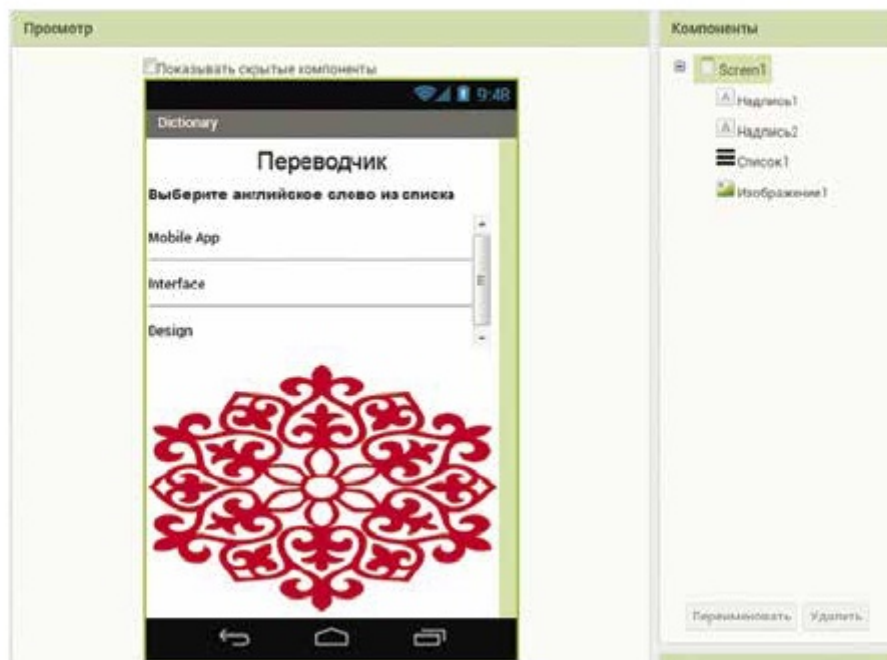 Просмотр
Показывать скрытые компоненты
9:48
Dictionary
Переводчик
Выберите английское слово из списка
Mobile App
Interface
Design
Компоненты
Screen1
Надпись1
Надпись2
Список1
Изображение1
Переименовать Удалить